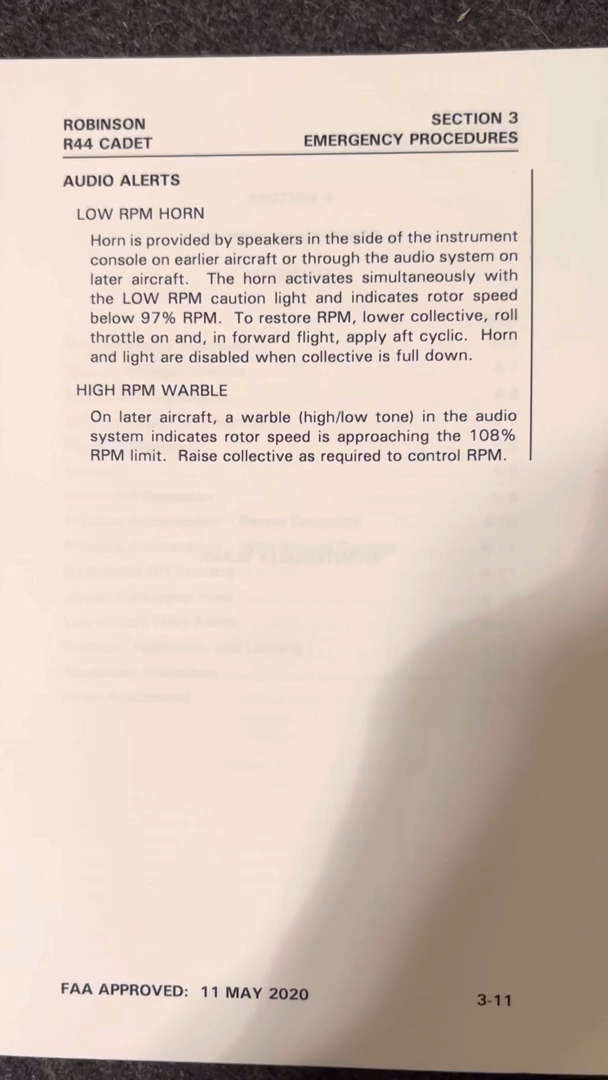 ROBINSON
R44 CADET
SECTION 3
EMERGENCY PROCEDURES
AUDIO ALERTS
LOW RPM HORN
Horn is provided by speakers in the side of the instrument
console on earlier aircraft or through the audio system on
later aircraft. The horn activates simultaneously with
the LOW RPM caution light and indicates rotor speed
below 97% RPM. To restore RPM, lower collective, roll
throttle on and, in forward flight, apply aft cyclic. Horn
and light are disabled when collective is full down.
HIGH RPM WARBLE
On later aircraft, a warble (high/low tone) in the audio
system indicates rotor speed is approaching the 108%
RPM limit. Raise collective as required to control RPM.
FAA APPROVED: 11 MAY 2020
3-11